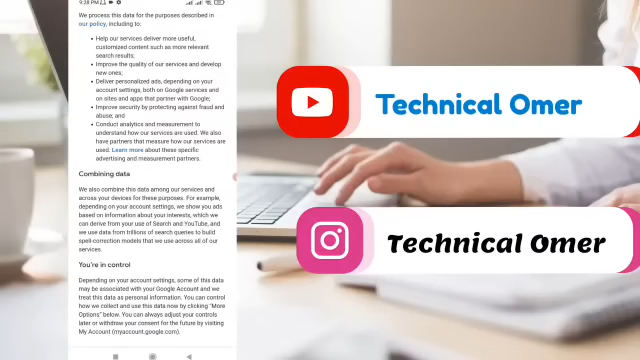 9:28 PM
We process this data for the purposes described in
our policy, including to:
• Help our services deliver more useful,
customized content such as more relevant
search results;
• Improve the quality of our services and develop
new ones;
• Deliver personalized ads, depending on your
account settings, both on Google services and
on sites and apps that partner with Google;
• Improve security by protecting against fraud and
abuse; and
• Conduct analytics and measurement to
understand how our services are used. We also
have partners that measure how our services are
used. Learn more about these specific
advertising and measurement partners.
Combining data
We also combine this data among our services and
across your devices for these purposes. For example,
depending on your account settings, we show you ads
based on information about your interests, which we
can derive from your use of Search and YouTube, and
we use data from trillions of search queries to build
spell-correction models that we use across all of our
services.
You're in control
Depending on your account settings, some of this data
may be associated with your Google Account and we
treat this data as personal information. You can control
how we collect and use this data now by clicking "More
Options" below. You can always adjust your controls
later or withdraw your consent for the future by visiting
My Account (myaccount.google.com).
Technical Omer
Technical Omer